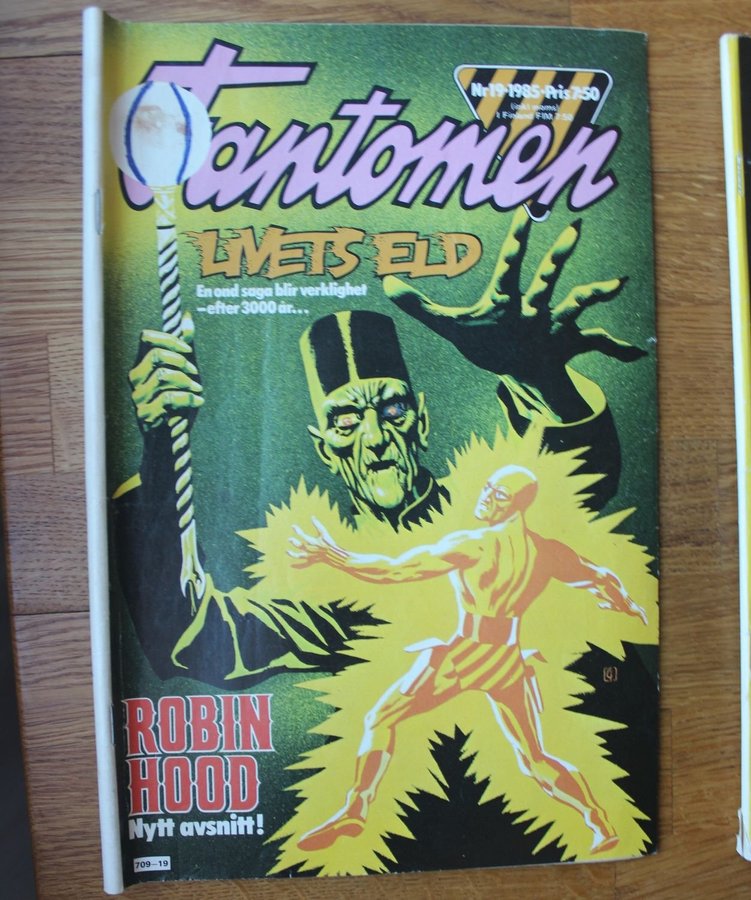 Fantomen
Nr 19·1985·Pris 7:50
(inkl moms)
I Finland FIM 7:50
LIVETS ELD
En ond saga blir verklighet
–efter 3000 år...
ROBIN
HOOD
Nytt avsnitt!
709–19